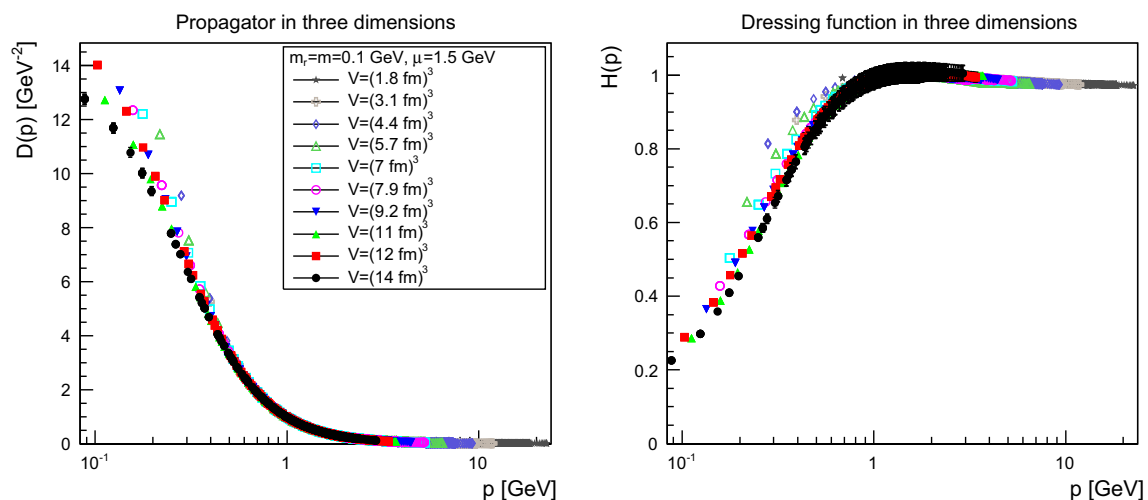 Propagator in three dimensions
D(p) [GeV⁻²]
14
12
10
8
6
4
2
0
10⁻¹
1
10
p [GeV]
mᵣ=m=0.1 GeV, μ=1.5 GeV
V=(1.8 fm)³
V=(3.1 fm)³
V=(4.4 fm)³
V=(5.7 fm)³
V=(7 fm)³
V=(7.9 fm)³
V=(9.2 fm)³
V=(11 fm)³
V=(12 fm)³
V=(14 fm)³
Dressing function in three dimensions
H(p)
1
0.8
0.6
0.4
0.2
0
10⁻¹
1
10
p [GeV]